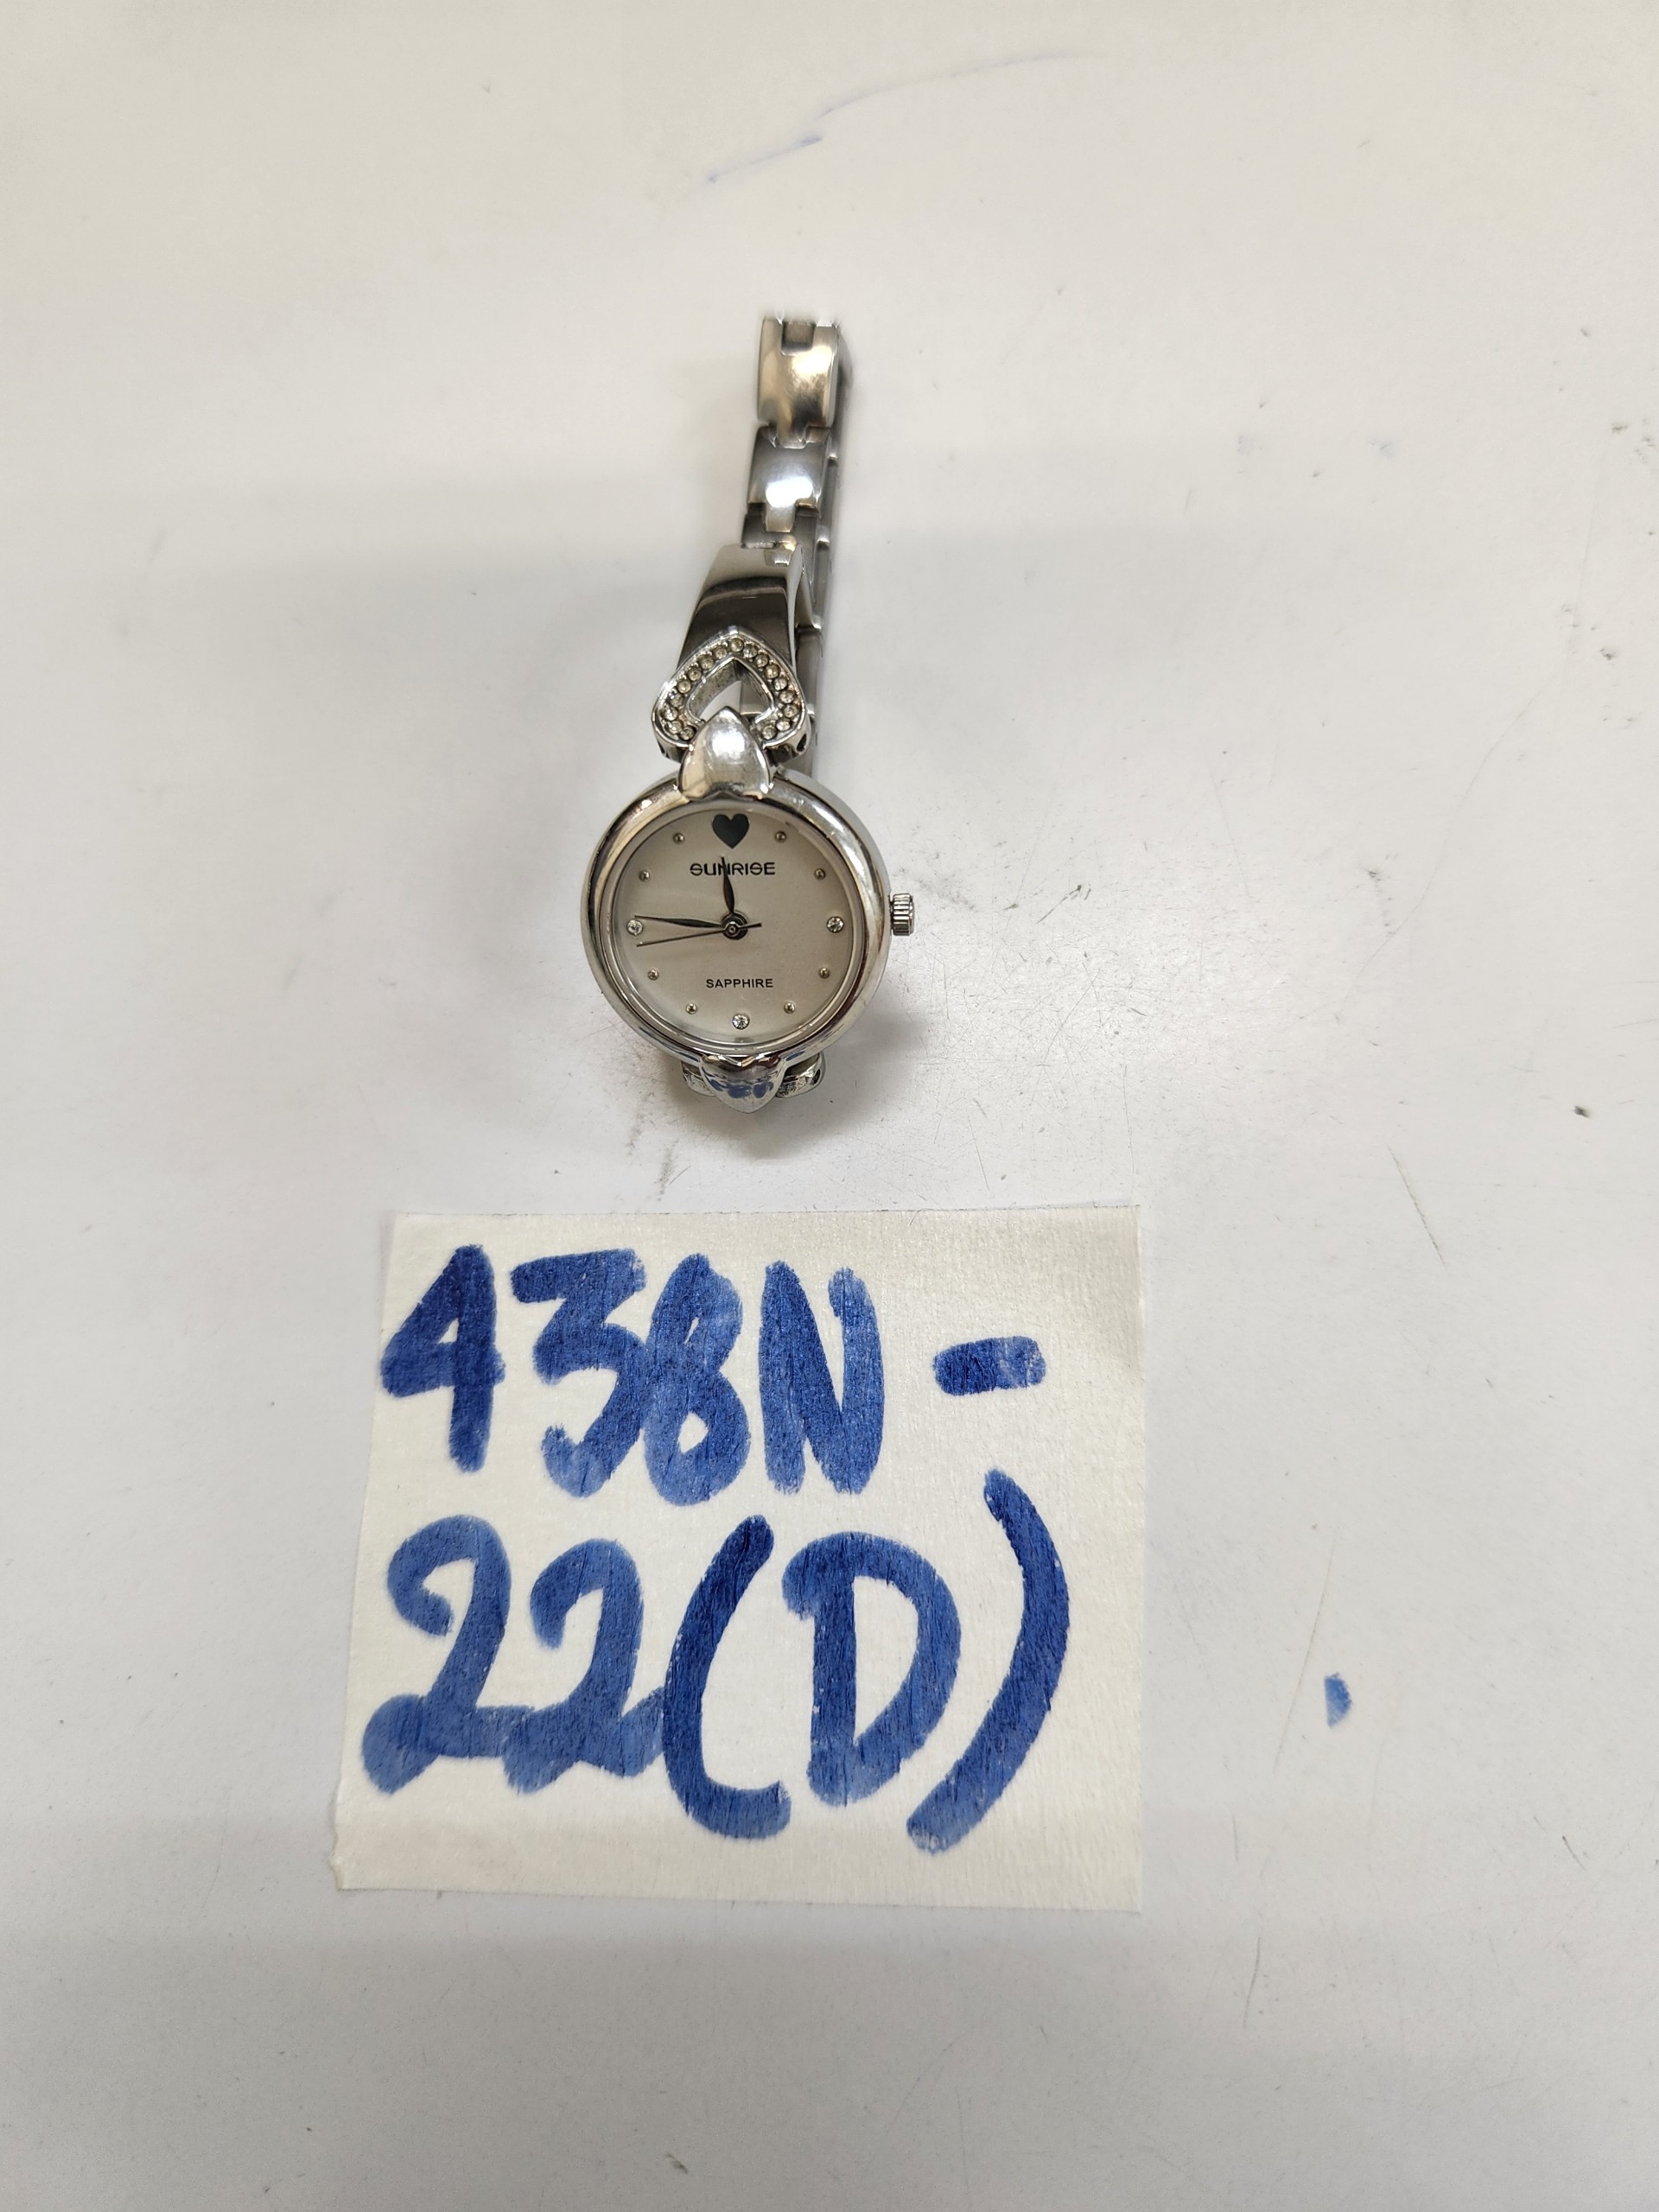 SUNRISE
SAPPHIRE
438N-
22(D)